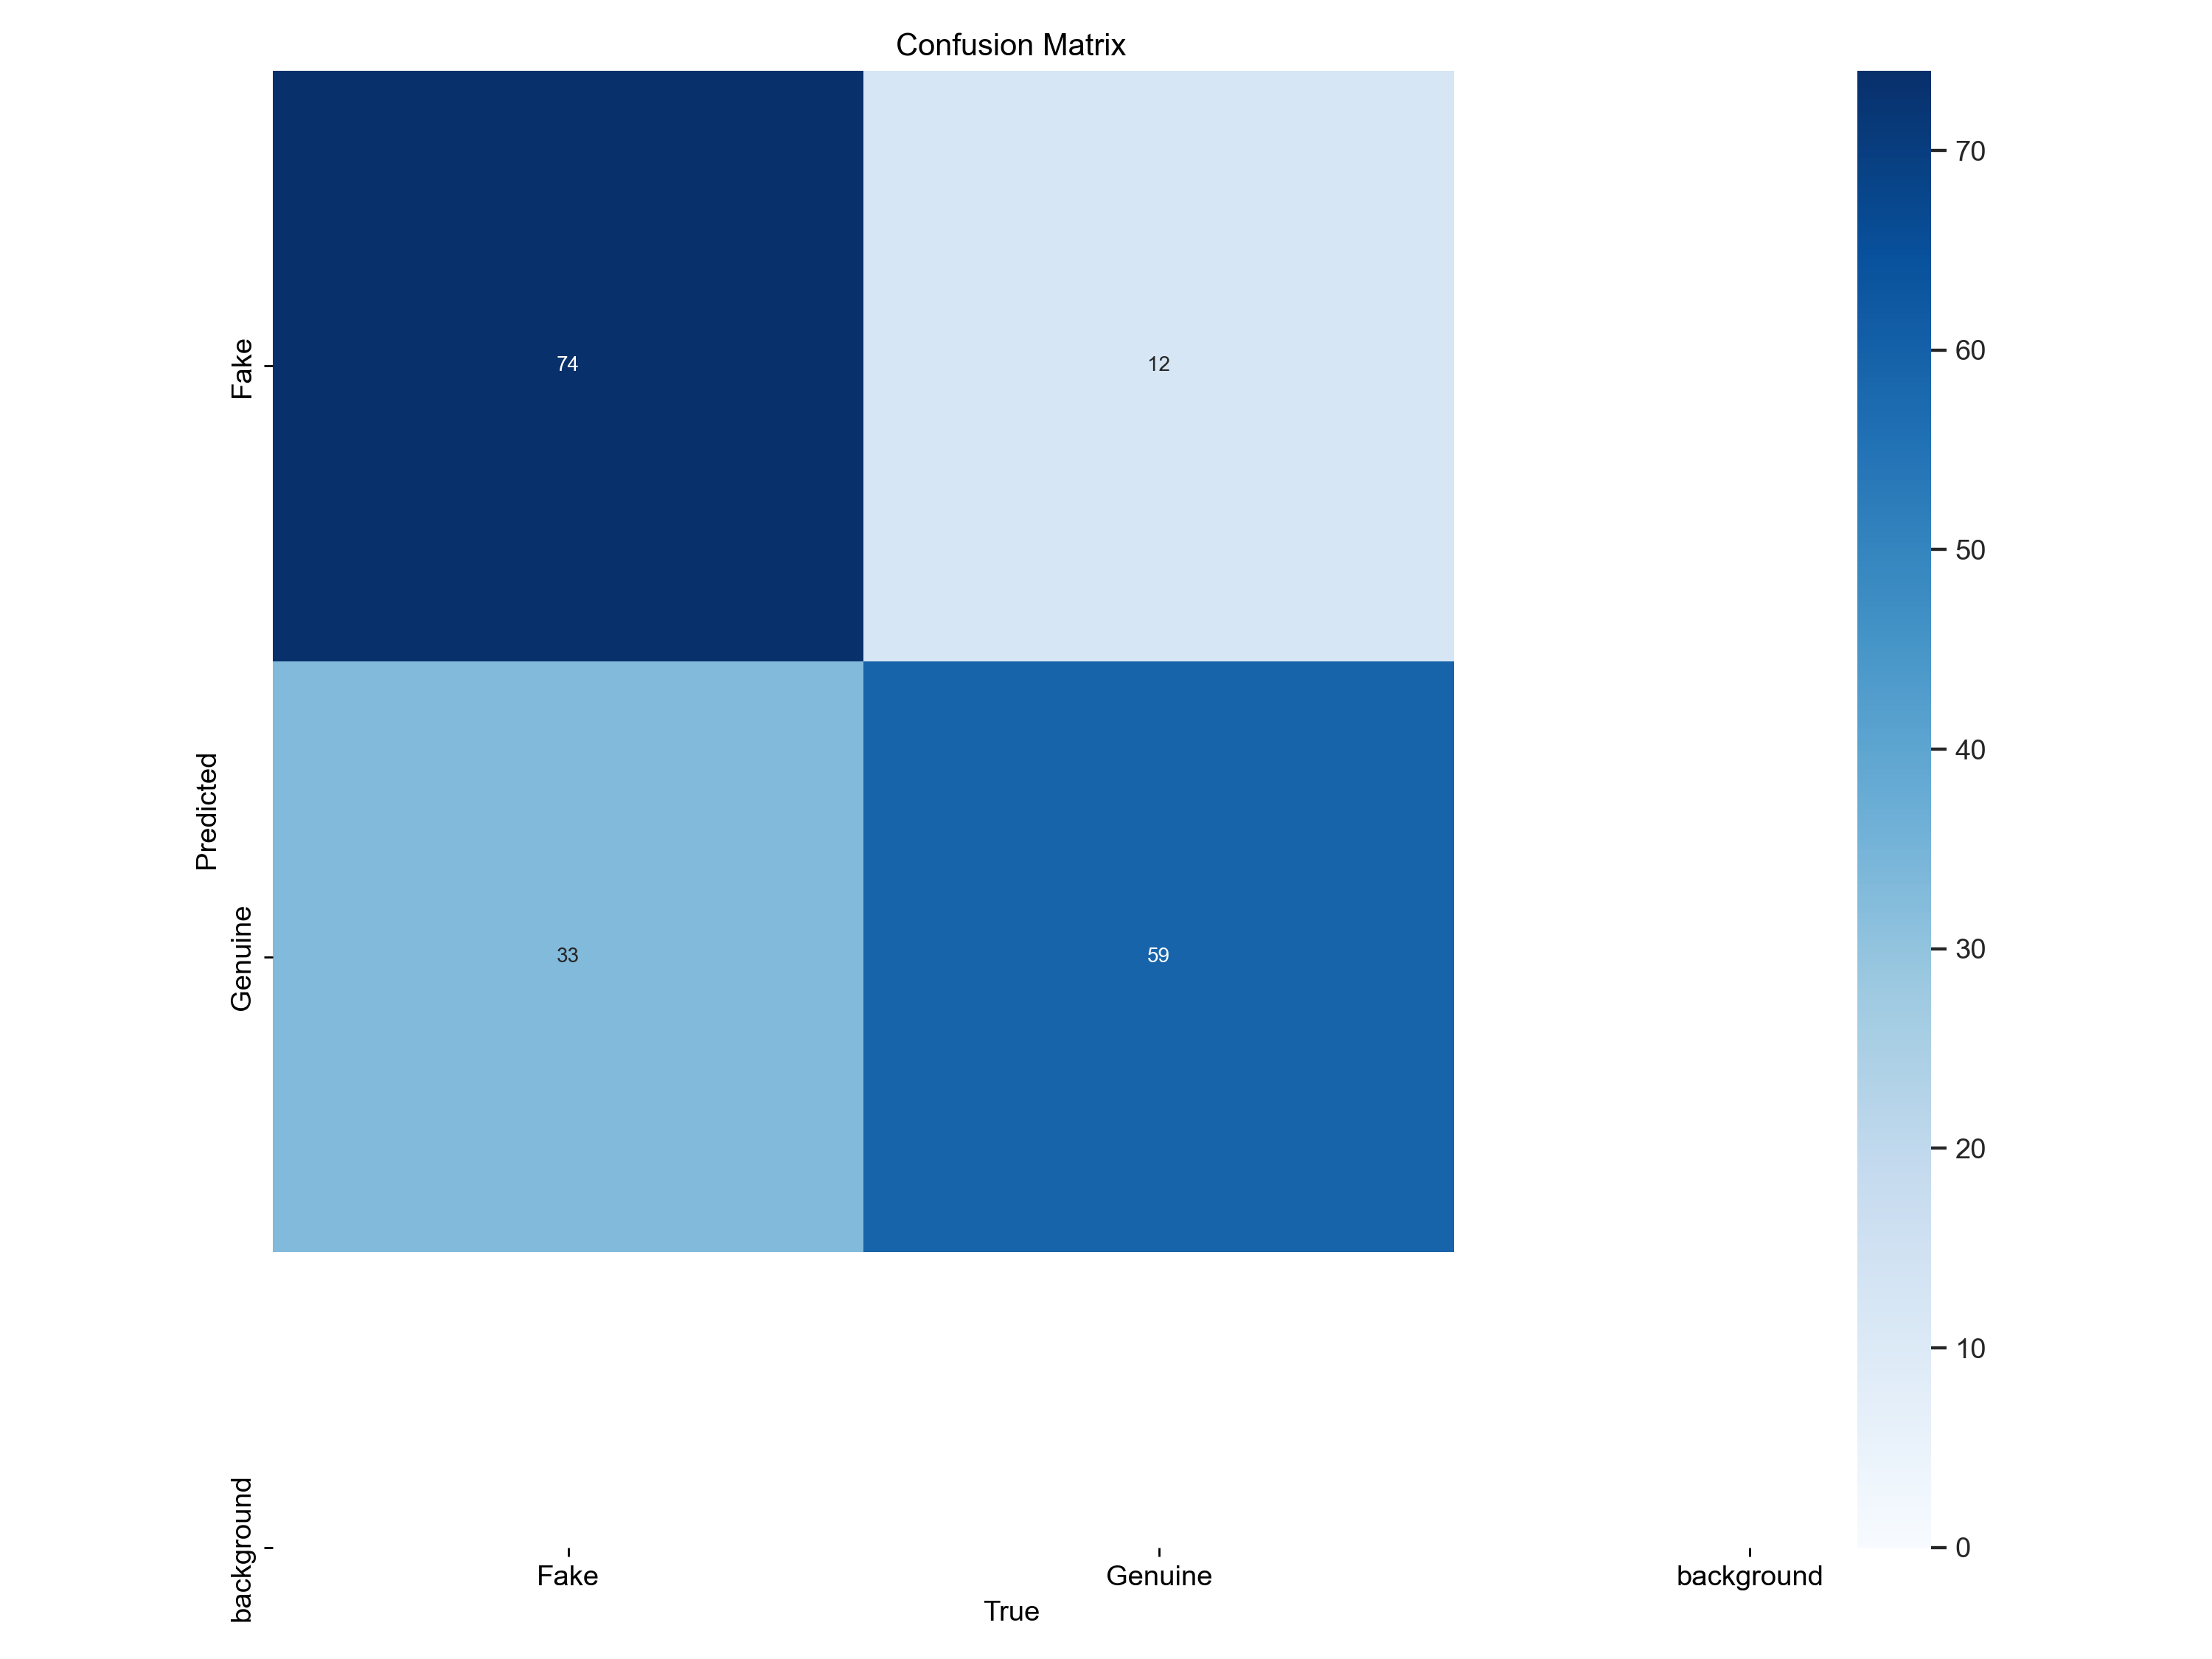 Confusion Matrix
Fake
74
12
70
60
50
40
30
20
10
0
Predicted
Genuine
33
59
background
Fake
Genuine
background
True